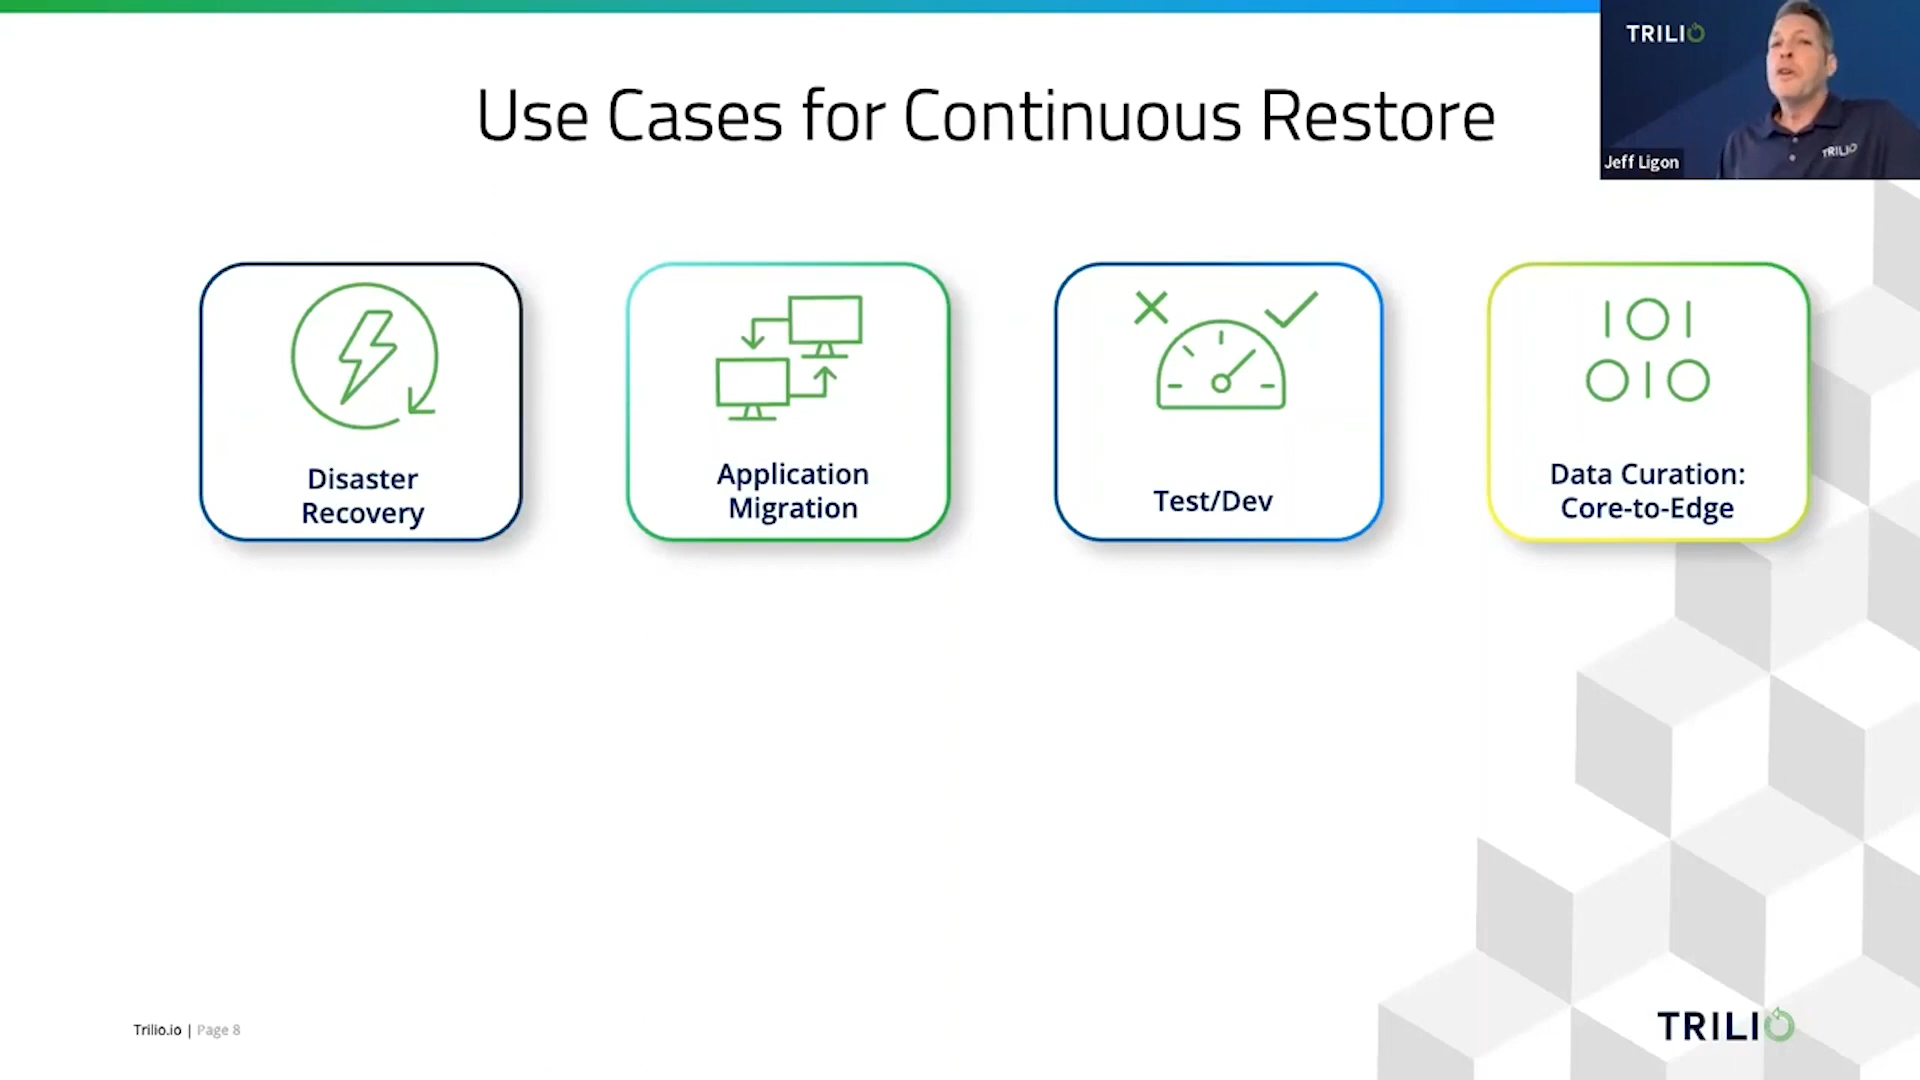 Use Cases for Continuous Restore
TRILIO
TRILIO
Jeff Ligon
Disaster
Recovery
Application
Migration
Test/Dev
101
010
Data Curation:
Core-to-Edge
Trilio.io | Page 8
TRILIO